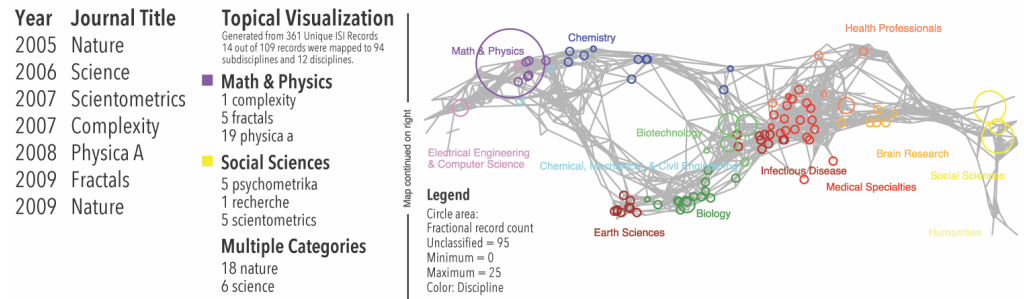 Year Journal Title
2005 Nature
2006 Science
2007 Scientometrics
2007 Complexity
2008 Physica A
2009 Fractals
2009 Nature
Topical Visualization
Generated from 361 Unique ISI Records
14 out of 109 records were mapped to 94
subdisciplines and 12 disciplines.
Math & Physics
1 complexity
5 fractals
19 physica a
Social Sciences
5 psychometrika
1 recherche
5 scientometrics
Multiple Categories
18 nature
6 science
Map continued on right
Math & Physics
Chemistry
Health Professionals
Electrical Engineering
& Computer Science
Biotechnology
Chemical, Mechanical, & Civil Engineering
Infectious Disease
Medical Specialties
Brain Research
Social Sciences
Humanities
Biology
Earth Sciences
Legend
Circle area:
Fractional record count
Unclassified = 95
Minimum = 0
Maximum = 25
Color: Discipline